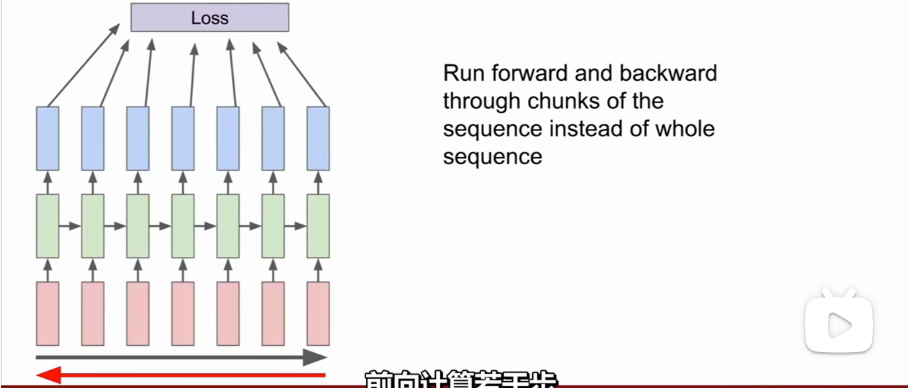 Loss
Run forward and backward
through chunks of the
sequence instead of whole
sequence
前向计算若干步